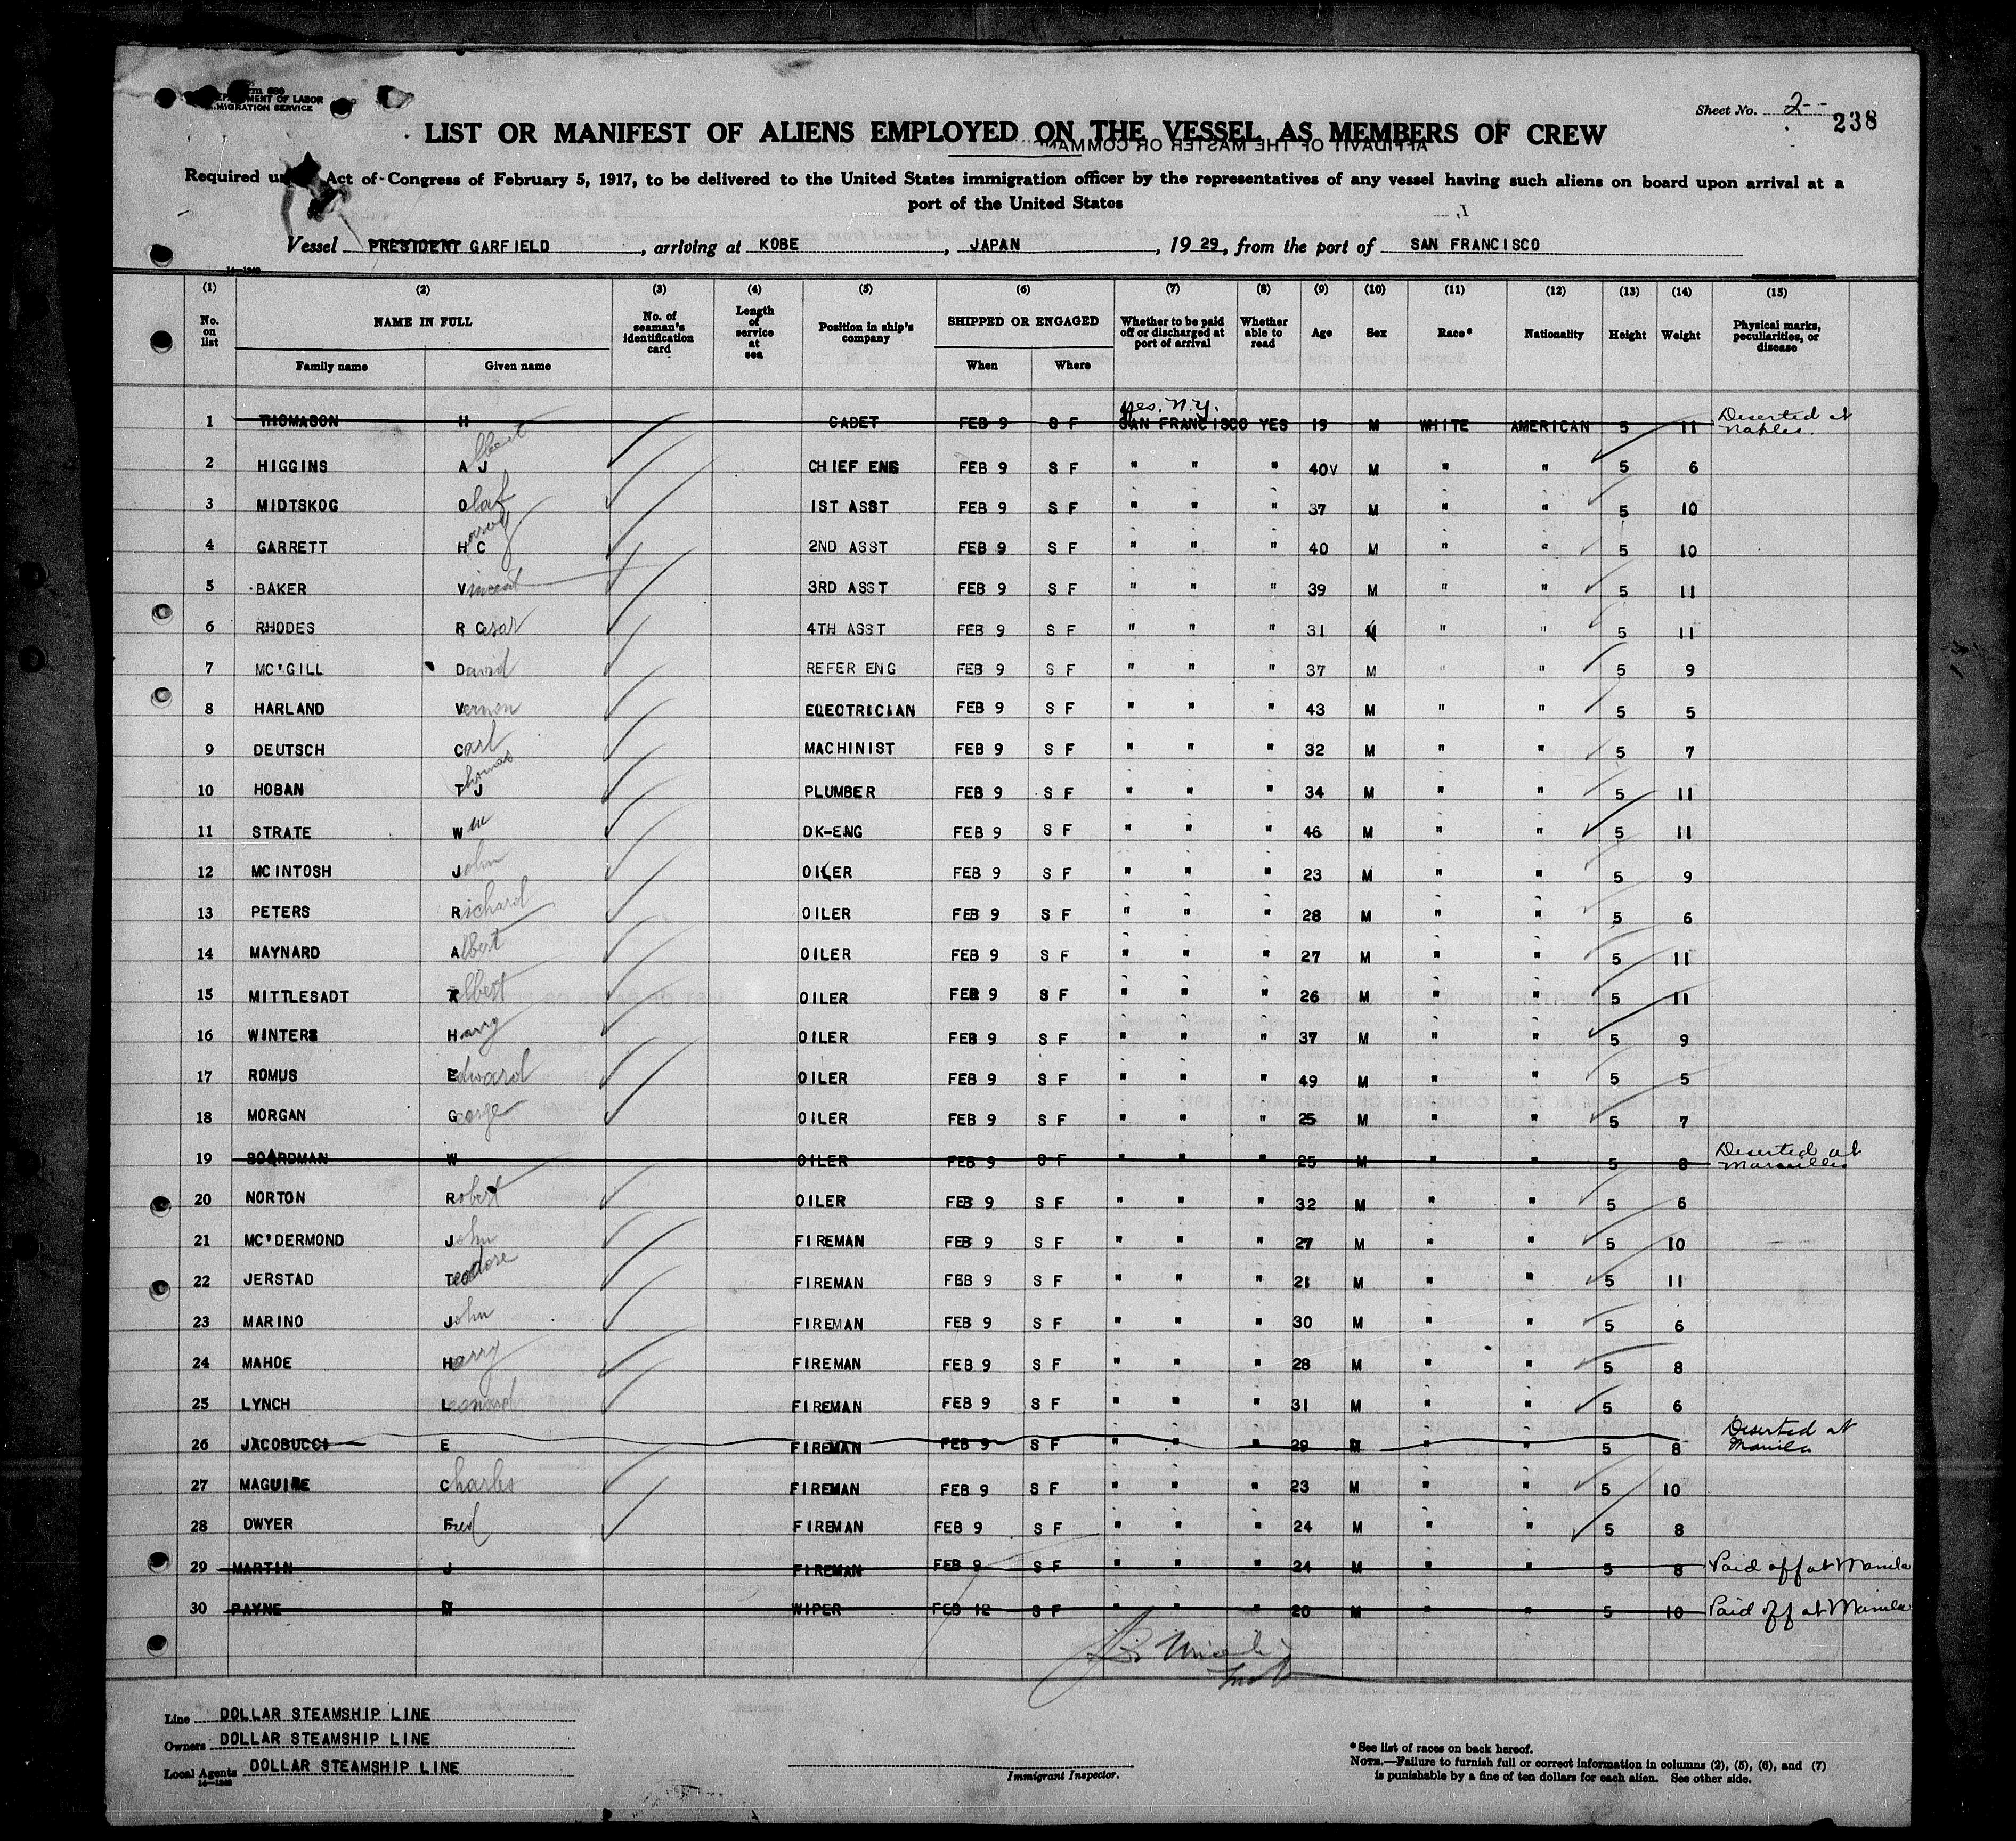 DEPARTMENT OF LABOR
IMMIGRATION SERVICE
Sheet No. 2
238
LIST OR MANIFEST OF ALIENS EMPLOYED ON THE VESSEL AS MEMBERS OF CREW
Required Act of Congress of February 5, 1917, to be delivered to the United States immigration officer by the representatives of any vessel having such aliens on board upon arrival at a
port of the United States
Vessel PRESIDENT GARFIELD, arriving at KOBE, JAPAN, 1929, from the port of SAN FRANCISCO
(1) (2) (3) (4) (5) (6) (7) (8) (9) (10) (11) (12) (13) (14) (15)
No. on list NAME IN FULL Family name Given name No. of seaman's identification card Length of service at sea Position in ship's company SHIPPED OR ENGAGED When Where Whether to be paid off or discharged at port of arrival Whether able to read Age Sex Race* Nationality Height Weight Physical marks, peculiarities, or disease
yes. N.Y.
1 THOMASON H CADET FEB 9 S F SAN FRANCISCO YES 19 M WHITE AMERICAN 5 11 Deserted at Naples.
2 HIGGINS Albert J CHIEF ENG FEB 9 S F " " " 40 M " " 5 6
3 MIDTSKOG Olaf 1ST ASST FEB 9 S F " " " 37 M " " 5 10
4 GARRETT H C 2ND ASST FEB 9 S F " " " 40 M " " 5 10
5 BAKER Vincent 3RD ASST FEB 9 S F " " " 39 M " " 5 11
6 RHODES R Cesar 4TH ASST FEB 9 S F " " " 31 M " " 5 11
7 MC'GILL David REFER ENG FEB 9 S F " " " 37 M " " 5 9
8 HARLAND Vernon ELECTRICIAN FEB 9 S F " " " 43 M " " 5 5
9 DEUTSCH Carl MACHINIST FEB 9 S F " " " 32 M " " 5 7
10 HOBAN Thomas J PLUMBER FEB 9 S F " " " 34 M " " 5 11
11 STRATE Wm DK-ENG FEB 9 S F " " " 46 M " " 5 11
12 MCINTOSH John OILER FEB 9 S F " " " 23 M " " 5 9
13 PETERS Richard OILER FEB 9 S F " " " 28 M " " 5 6
14 MAYNARD Albert OILER FEB 9 S F " " " 27 M " " 5 11
15 MITTLESADT Albert OILER FEB 9 S F " " " 26 M " " 5 11
16 WINTERS Harry OILER FEB 9 S F " " " 37 M " " 5 9
17 ROMUS Edward OILER FEB 9 S F " " " 49 M " " 5 5
18 MORGAN George OILER FEB 9 S F " " " 25 M " " 5 7
19 BOARDMAN W OILER FEB 9 S F " " " 25 M " " 5 8 Deserted at Marseilles
20 NORTON Robert OILER FEB 9 S F " " " 32 M " " 5 6
21 MC'DERMOND John FIREMAN FEB 9 S F " " " 27 M " " 5 10
22 JERSTAD Teodore FIREMAN FEB 9 S F " " " 21 M " " 5 11
23 MARINO John FIREMAN FEB 9 S F " " " 30 M " " 5 6
24 MAHOE Harry FIREMAN FEB 9 S F " " " 28 M " " 5 8
25 LYNCH Leonard FIREMAN FEB 9 S F " " " 31 M " " 5 6
26 JACOBUCCI E FIREMAN FEB 9 S F " " " 29 M " " 5 8 Deserted at Manila
27 MAGUIRE Charles FIREMAN FEB 9 S F " " " 23 M " " 5 10
28 DWYER Fred FIREMAN FEB 9 S F " " " 24 M " " 5 8
29 MARTIN J FIREMAN FEB 9 S F " " " 24 M " " 5 8 Paid off at Manila
30 PAYNE WIPER FEB 12 S F " " " 20 M " " 5 10 Paid off at Manila
Line DOLLAR STEAMSHIP LINE
Owners DOLLAR STEAMSHIP LINE
Local Agents DOLLAR STEAMSHIP LINE
14-1240
Immigrant Inspector.
*See list of races on back hereof.
NOTE.—Failure to furnish full or correct information in columns (2), (5), (6), and (7)
is punishable by a fine of ten dollars for each alien. See other side.